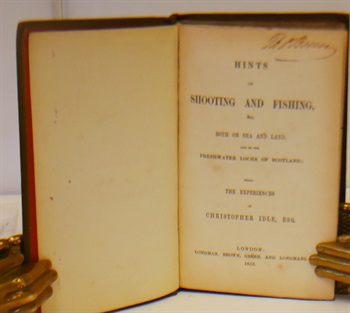 HINTS
ON
SHOOTING AND FISHING,
&c.
BOTH ON SEA AND LAND,
AND IN THE
FRESHWATER LOCHS OF SCOTLAND:
BEING
THE EXPERIENCES
OF
CHRISTOPHER IDLE, ESQ.
LONDON:
LONGMAN, BROWN, GREEN, AND LONGMANS.